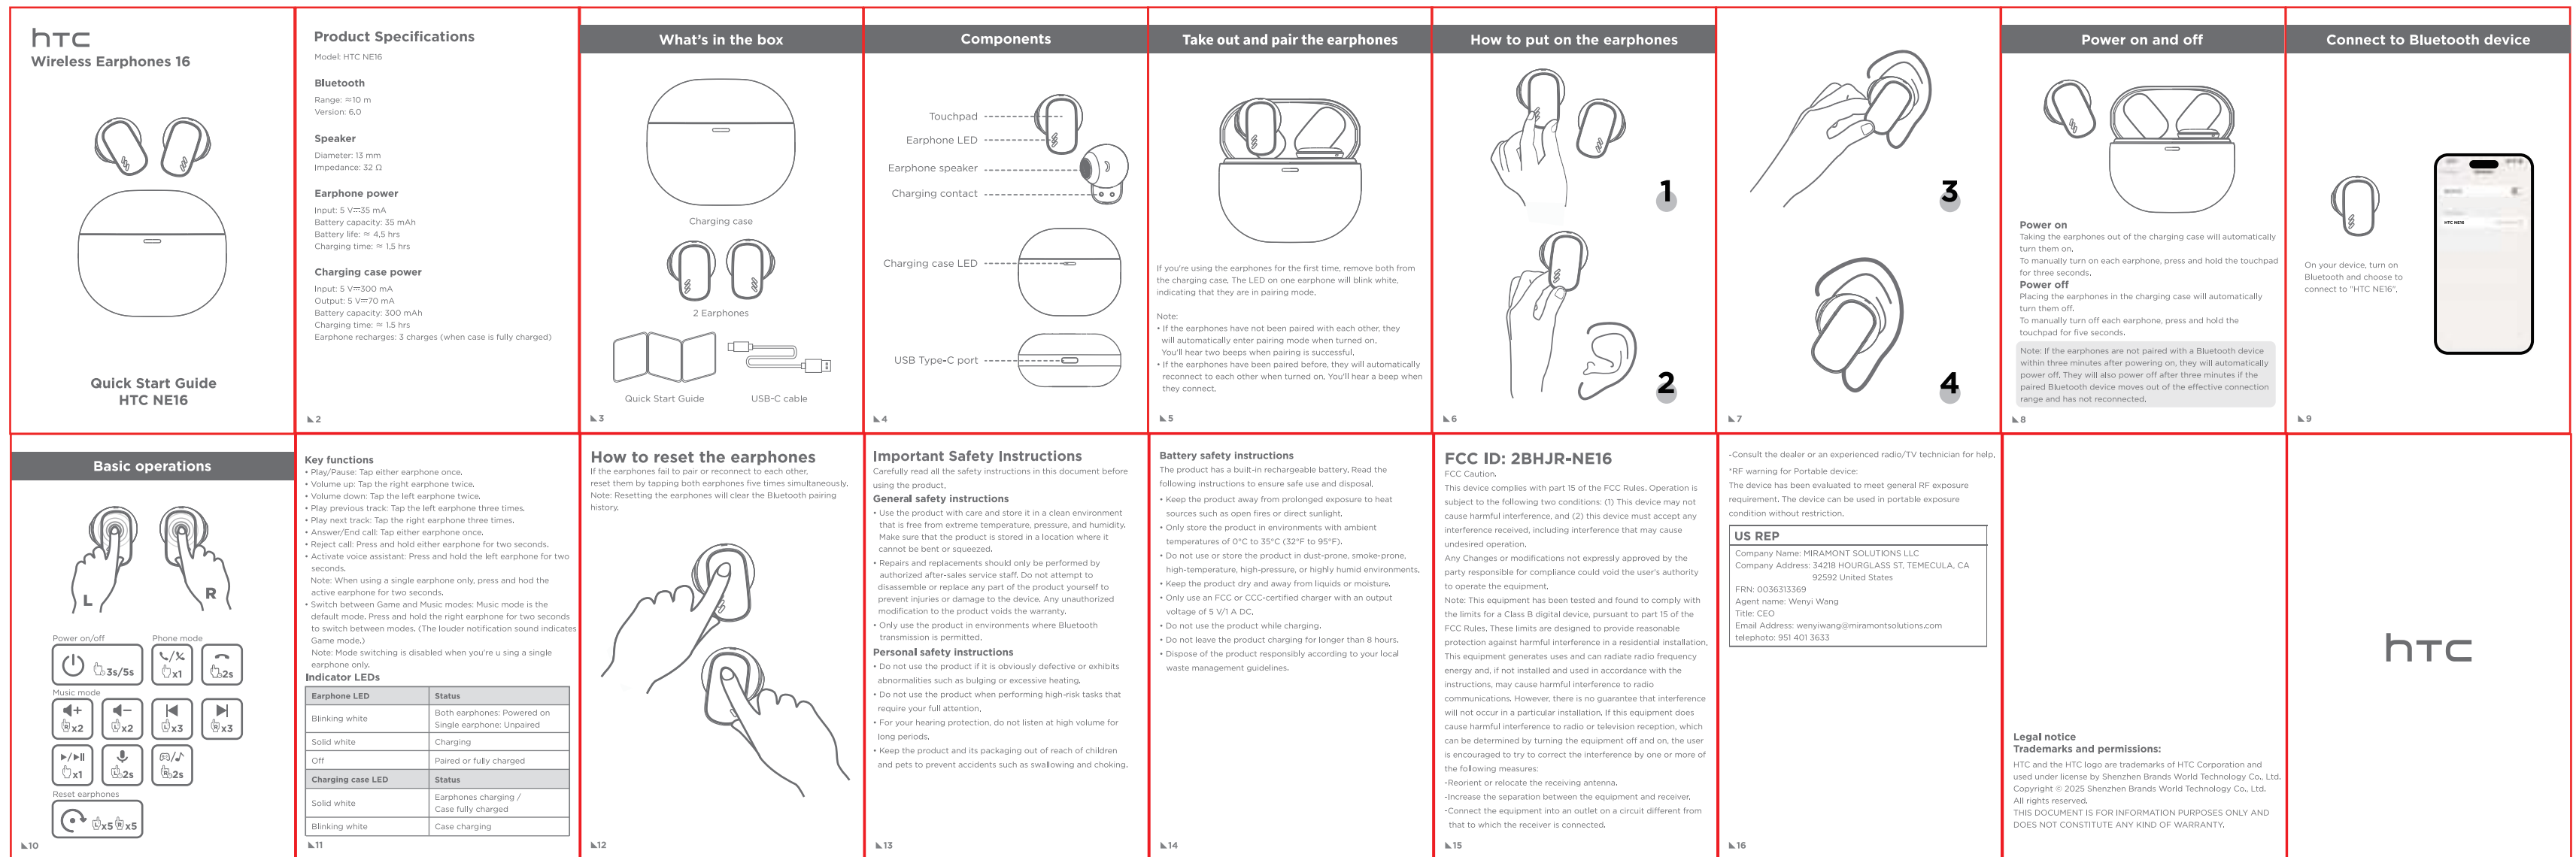 hTC
Wireless Earphones 16
Quick Start Guide
HTC NE16
Product Specifications
Model: HTC NE16
Bluetooth
Range: ≈10 m
Version: 6.0
Speaker
Diameter: 13 mm
Impedance: 32 Ω
Earphone power
Input: 5 V⎓35 mA
Battery capacity: 35 mAh
Battery life: ≈ 4.5 hrs
Charging time: ≈ 1.5 hrs
Charging case power
Input: 5 V⎓300 mA
Output: 5 V⎓70 mA
Battery capacity: 300 mAh
Charging time: ≈ 1.5 hrs
Earphone recharges: 3 charges (when case is fully charged)
2
What's in the box
Charging case
2 Earphones
Quick Start Guide
USB-C cable
3
Components
Touchpad
Earphone LED
Earphone speaker
Charging contact
Charging case LED
USB Type-C port
4
Take out and pair the earphones
If you're using the earphones for the first time, remove both from
the charging case. The LED on one earphone will blink white,
indicating that they are in pairing mode.
Note:
• If the earphones have not been paired with each other, they
will automatically enter pairing mode when turned on.
You'll hear two beeps when pairing is successful.
• If the earphones have been paired before, they will automatically
reconnect to each other when turned on. You'll hear a beep when
they connect.
5
How to put on the earphones
1
2
6
3
4
7
Power on and off
Power on
Taking the earphones out of the charging case will automatically
turn them on.
To manually turn on each earphone, press and hold the touchpad
for three seconds.
Power off
Placing the earphones in the charging case will automatically
turn them off.
To manually turn off each earphone, press and hold the
touchpad for five seconds.
Note: If the earphones are not paired with a Bluetooth device
within three minutes after powering on, they will automatically
power off. They will also power off after three minutes if the
paired Bluetooth device moves out of the effective connection
range and has not reconnected.
8
Connect to Bluetooth device
On your device, turn on
Bluetooth and choose to
connect to "HTC NE16".
HTC NE16
9
Basic operations
L
R
Power on/off
3s/5s
Phone mode
x1
2s
Music mode
R x2
L x2
L x3
R x3
x1
L 2s
R 2s
Reset earphones
L x5 R x5
10
Key functions
• Play/Pause: Tap either earphone once.
• Volume up: Tap the right earphone twice.
• Volume down: Tap the left earphone twice.
• Play previous track: Tap the left earphone three times.
• Play next track: Tap the right earphone three times.
• Answer/End call: Tap either earphone once.
• Reject call: Press and hold either earphone for two seconds.
• Activate voice assistant: Press and hold the left earphone for two
seconds.
Note: When using a single earphone only, press and hod the
active earphone for two seconds.
• Switch between Game and Music modes: Music mode is the
default mode. Press and hold the right earphone for two seconds
to switch between modes. (The louder notification sound indicates
Game mode.)
Note: Mode switching is disabled when you're u sing a single
earphone only.
Indicator LEDs
Earphone LED Status
Blinking white Both earphones: Powered on
Single earphone: Unpaired
Solid white Charging
Off Paired or fully charged
Charging case LED Status
Solid white Earphones charging /
Case fully charged
Blinking white Case charging
11
How to reset the earphones
If the earphones fail to pair or reconnect to each other,
reset them by tapping both earphones five times simultaneously.
Note: Resetting the earphones will clear the Bluetooth pairing
history.
12
Important Safety Instructions
Carefully read all the safety instructions in this document before
using the product.
General safety instructions
• Use the product with care and store it in a clean environment
that is free from extreme temperature, pressure, and humidity.
Make sure that the product is stored in a location where it
cannot be bent or squeezed.
• Repairs and replacements should only be performed by
authorized after-sales service staff. Do not attempt to
disassemble or replace any part of the product yourself to
prevent injuries or damage to the device. Any unauthorized
modification to the product voids the warranty.
• Only use the product in environments where Bluetooth
transmission is permitted.
Personal safety instructions
• Do not use the product if it is obviously defective or exhibits
abnormalities such as bulging or excessive heating.
• Do not use the product when performing high-risk tasks that
require your full attention.
• For your hearing protection, do not listen at high volume for
long periods.
• Keep the product and its packaging out of reach of children
and pets to prevent accidents such as swallowing and choking.
13
Battery safety instructions
The product has a built-in rechargeable battery. Read the
following instructions to ensure safe use and disposal.
• Keep the product away from prolonged exposure to heat
sources such as open fires or direct sunlight.
• Only store the product in environments with ambient
temperatures of 0°C to 35°C (32°F to 95°F).
• Do not use or store the product in dust-prone, smoke-prone,
high-temperature, high-pressure, or highly humid environments.
• Keep the product dry and away from liquids or moisture.
• Only use an FCC or CCC-certified charger with an output
voltage of 5 V/1 A DC.
• Do not use the product while charging.
• Do not leave the product charging for longer than 8 hours.
• Dispose of the product responsibly according to your local
waste management guidelines.
14
FCC ID: 2BHJR-NE16
FCC Caution.
This device complies with part 15 of the FCC Rules. Operation is
subject to the following two conditions: (1) This device may not
cause harmful interference, and (2) this device must accept any
interference received, including interference that may cause
undesired operation.
Any Changes or modifications not expressly approved by the
party responsible for compliance could void the user's authority
to operate the equipment.
Note: This equipment has been tested and found to comply with
the limits for a Class B digital device, pursuant to part 15 of the
FCC Rules. These limits are designed to provide reasonable
protection against harmful interference in a residential installation.
This equipment generates uses and can radiate radio frequency
energy and, if not installed and used in accordance with the
instructions, may cause harmful interference to radio
communications. However, there is no guarantee that interference
will not occur in a particular installation. If this equipment does
cause harmful interference to radio or television reception, which
can be determined by turning the equipment off and on, the user
is encouraged to try to correct the interference by one or more of
the following measures:
-Reorient or relocate the receiving antenna.
-Increase the separation between the equipment and receiver.
-Connect the equipment into an outlet on a circuit different from
that to which the receiver is connected.
15
-Consult the dealer or an experienced radio/TV technician for help.
*RF warning for Portable device:
The device has been evaluated to meet general RF exposure
requirement. The device can be used in portable exposure
condition without restriction.
US REP
Company Name: MIRAMONT SOLUTIONS LLC
Company Address: 34218 HOURGLASS ST, TEMECULA, CA
92592 United States
FRN: 0036313369
Agent name: Wenyi Wang
Title: CEO
Email Address: wenyiwang@miramontsolutions.com
telephoto: 951 401 3633
16
Legal notice
Trademarks and permissions:
HTC and the HTC logo are trademarks of HTC Corporation and
used under license by Shenzhen Brands World Technology Co., Ltd.
Copyright © 2025 Shenzhen Brands World Technology Co., Ltd.
All rights reserved.
THIS DOCUMENT IS FOR INFORMATION PURPOSES ONLY AND
DOES NOT CONSTITUTE ANY KIND OF WARRANTY.
hTC